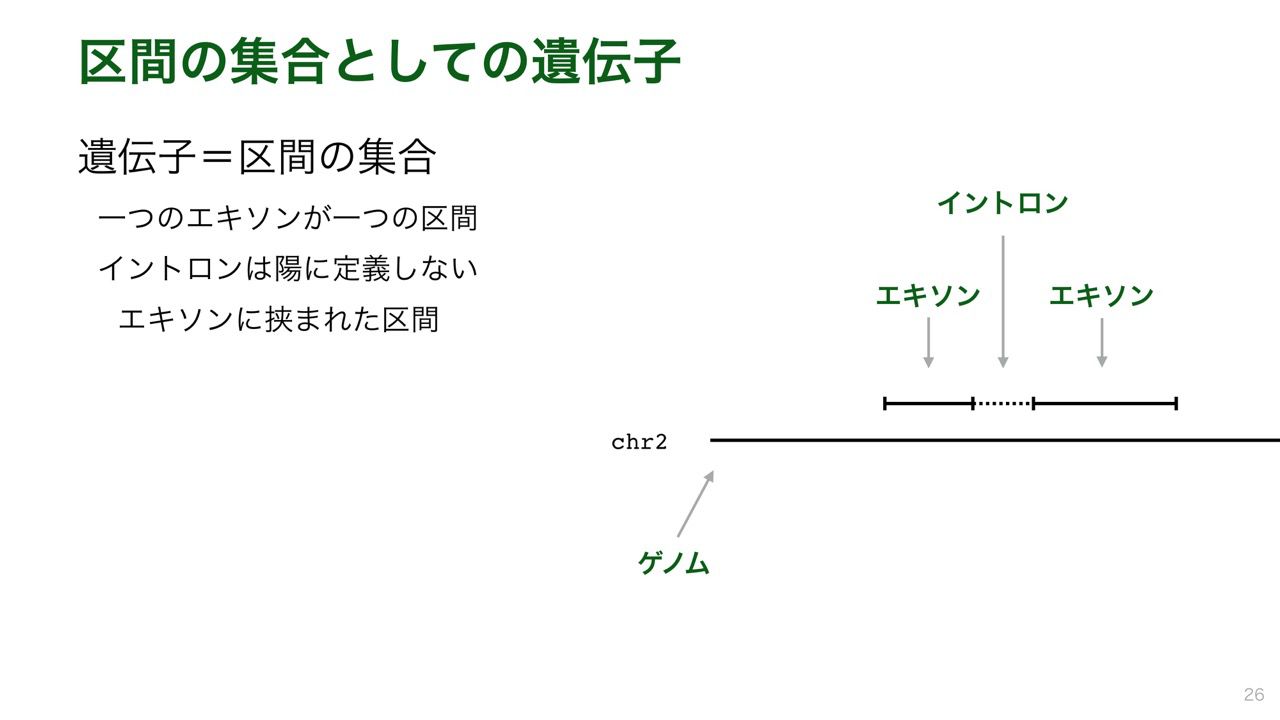 区間の集合としての遺伝子
遺伝子＝区間の集合
一つのエキソンが一つの区間
イントロンは陽に定義しない
エキソンに挟まれた区間
イントロン
エキソン
エキソン
chr2
ゲノム
26